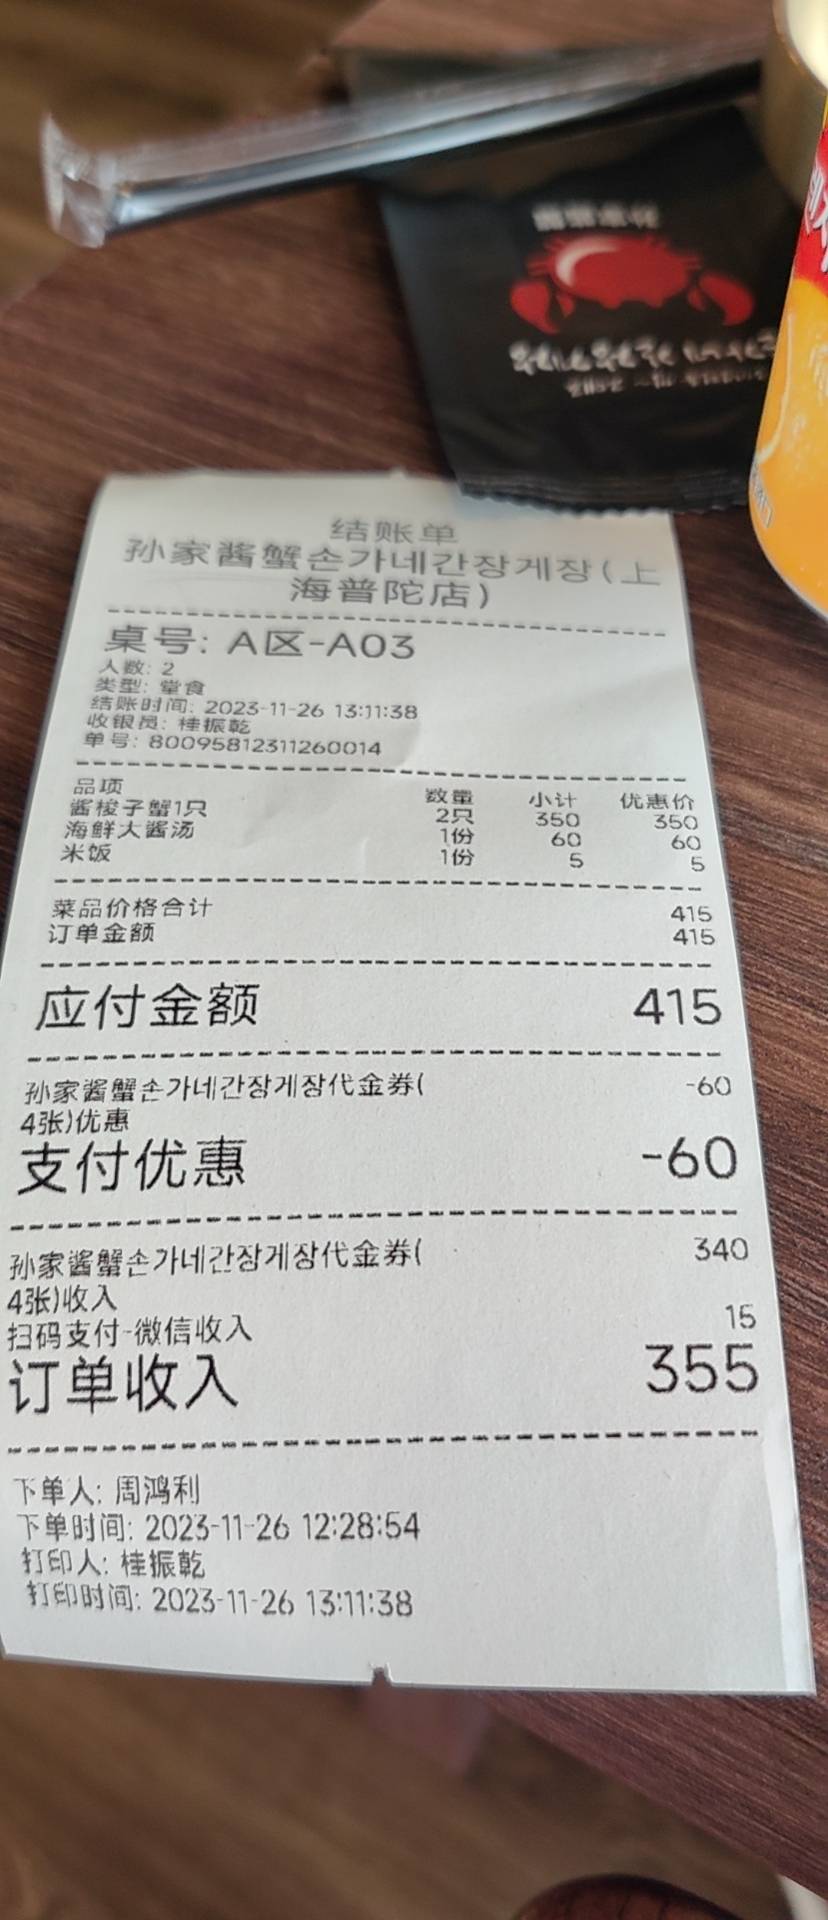 结账单
孙家酱蟹손가네간장게장(上
海普陀店)
桌号: A区-A03
人数: 2
类型: 堂食
结账时间: 2023-11-26 13:11:38
收银员: 桂振乾
单号: 800958122311260014
品项 数量 小计 优惠价
酱梭子蟹1只 2只 350 350
海鲜大酱汤 1份 60 60
米饭 1份 5 5
菜品价格合计 415
订单金额 415
应付金额 415
孙家酱蟹손가네간장게장代金券( -60
4张)优惠
支付优惠 -60
孙家酱蟹손가네간장게장代金券( 340
4张)收入
扫码支付-微信收入 15
订单收入 355
下单人: 周鸿利
下单时间: 2023-11-26 12:28:54
打印人: 桂振乾
打印时间: 2023-11-26 13:11:38